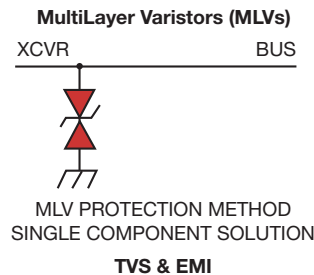 MultiLayer Varistors (MLVs)
XCVR BUS
MLV PROTECTION METHOD
SINGLE COMPONENT SOLUTION
TVS & EMI